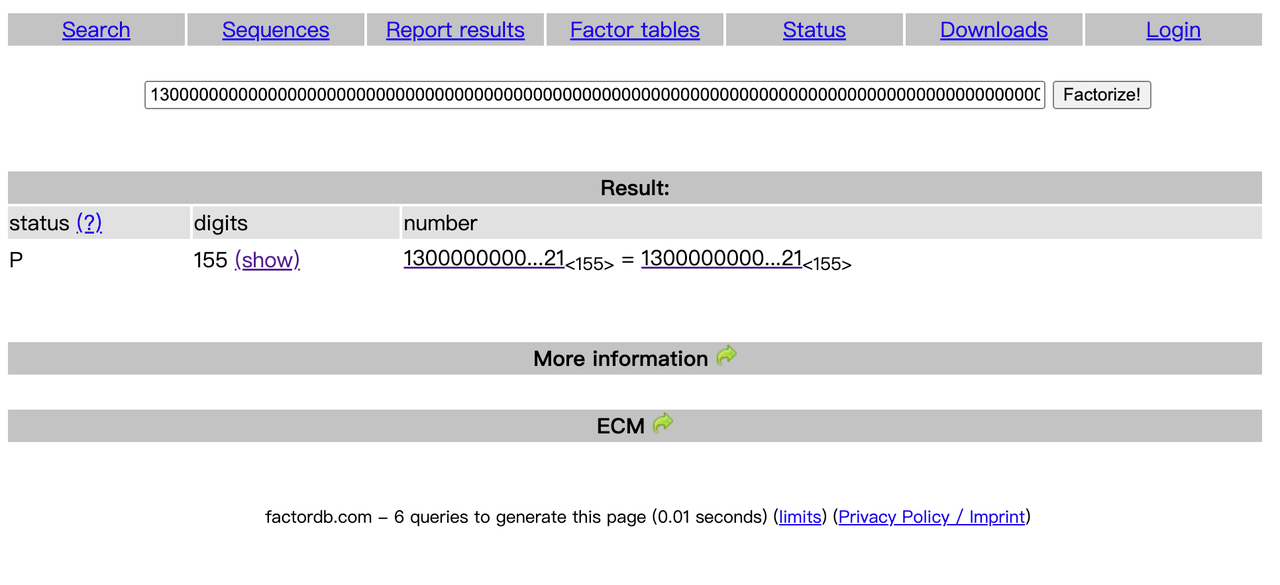 Search Sequences Report results Factor tables Status Downloads Login
Factorize!
Result:
status (?) digits number
P 155 (show) 1300000000...21<155> = 1300000000...21<155>
More information
ECM
factordb.com – 6 queries to generate this page (0.01 seconds) (limits) (Privacy Policy / Imprint)